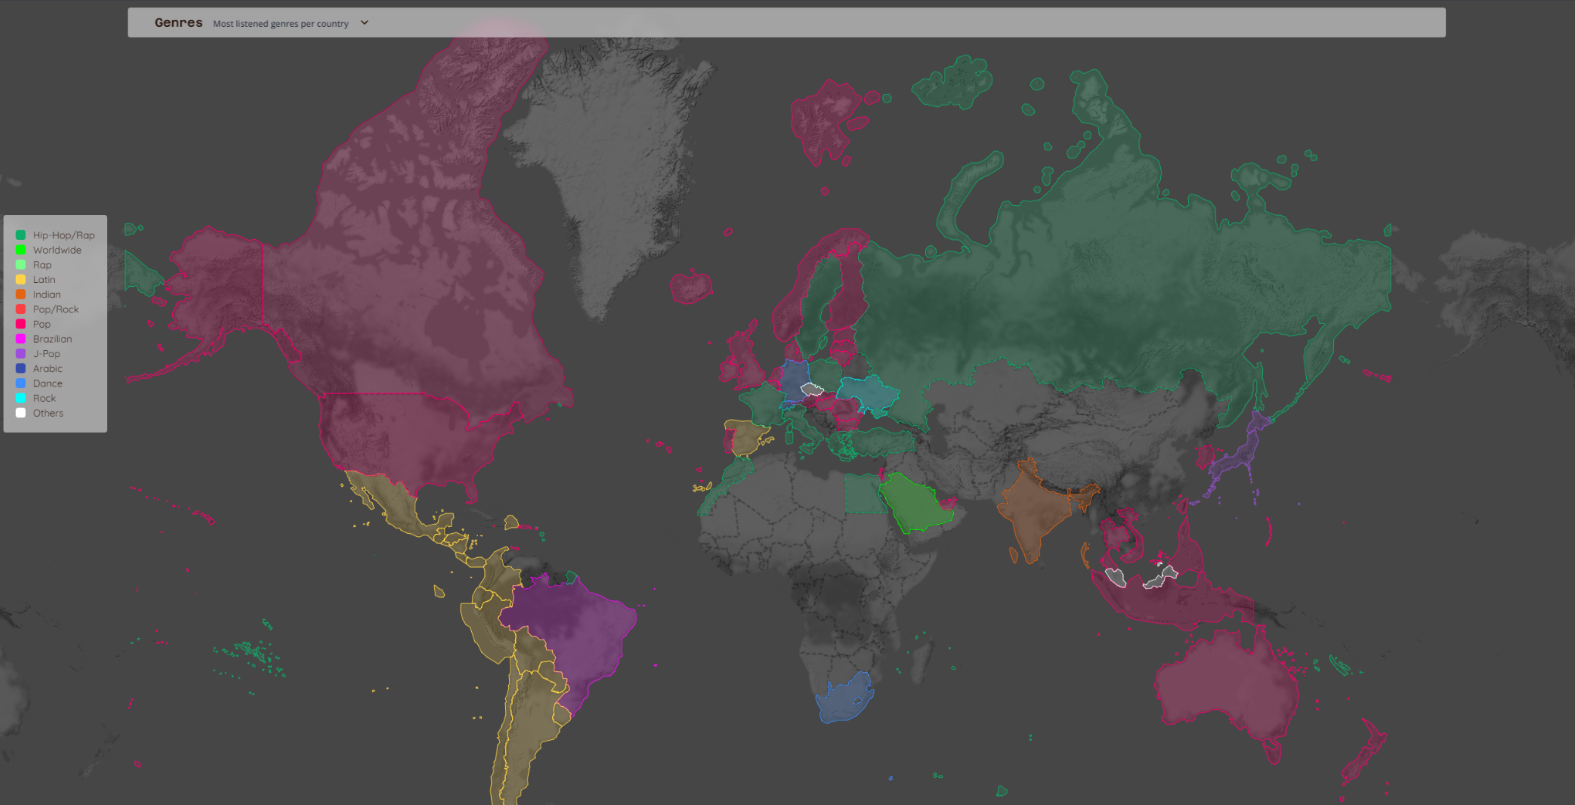 Genres Most listened genres per country
Hip-Hop/Rap
Worldwide
Rap
Latin
Indian
Pop/Rock
Pop
Brazilian
J-Pop
Arabic
Dance
Rock
Others